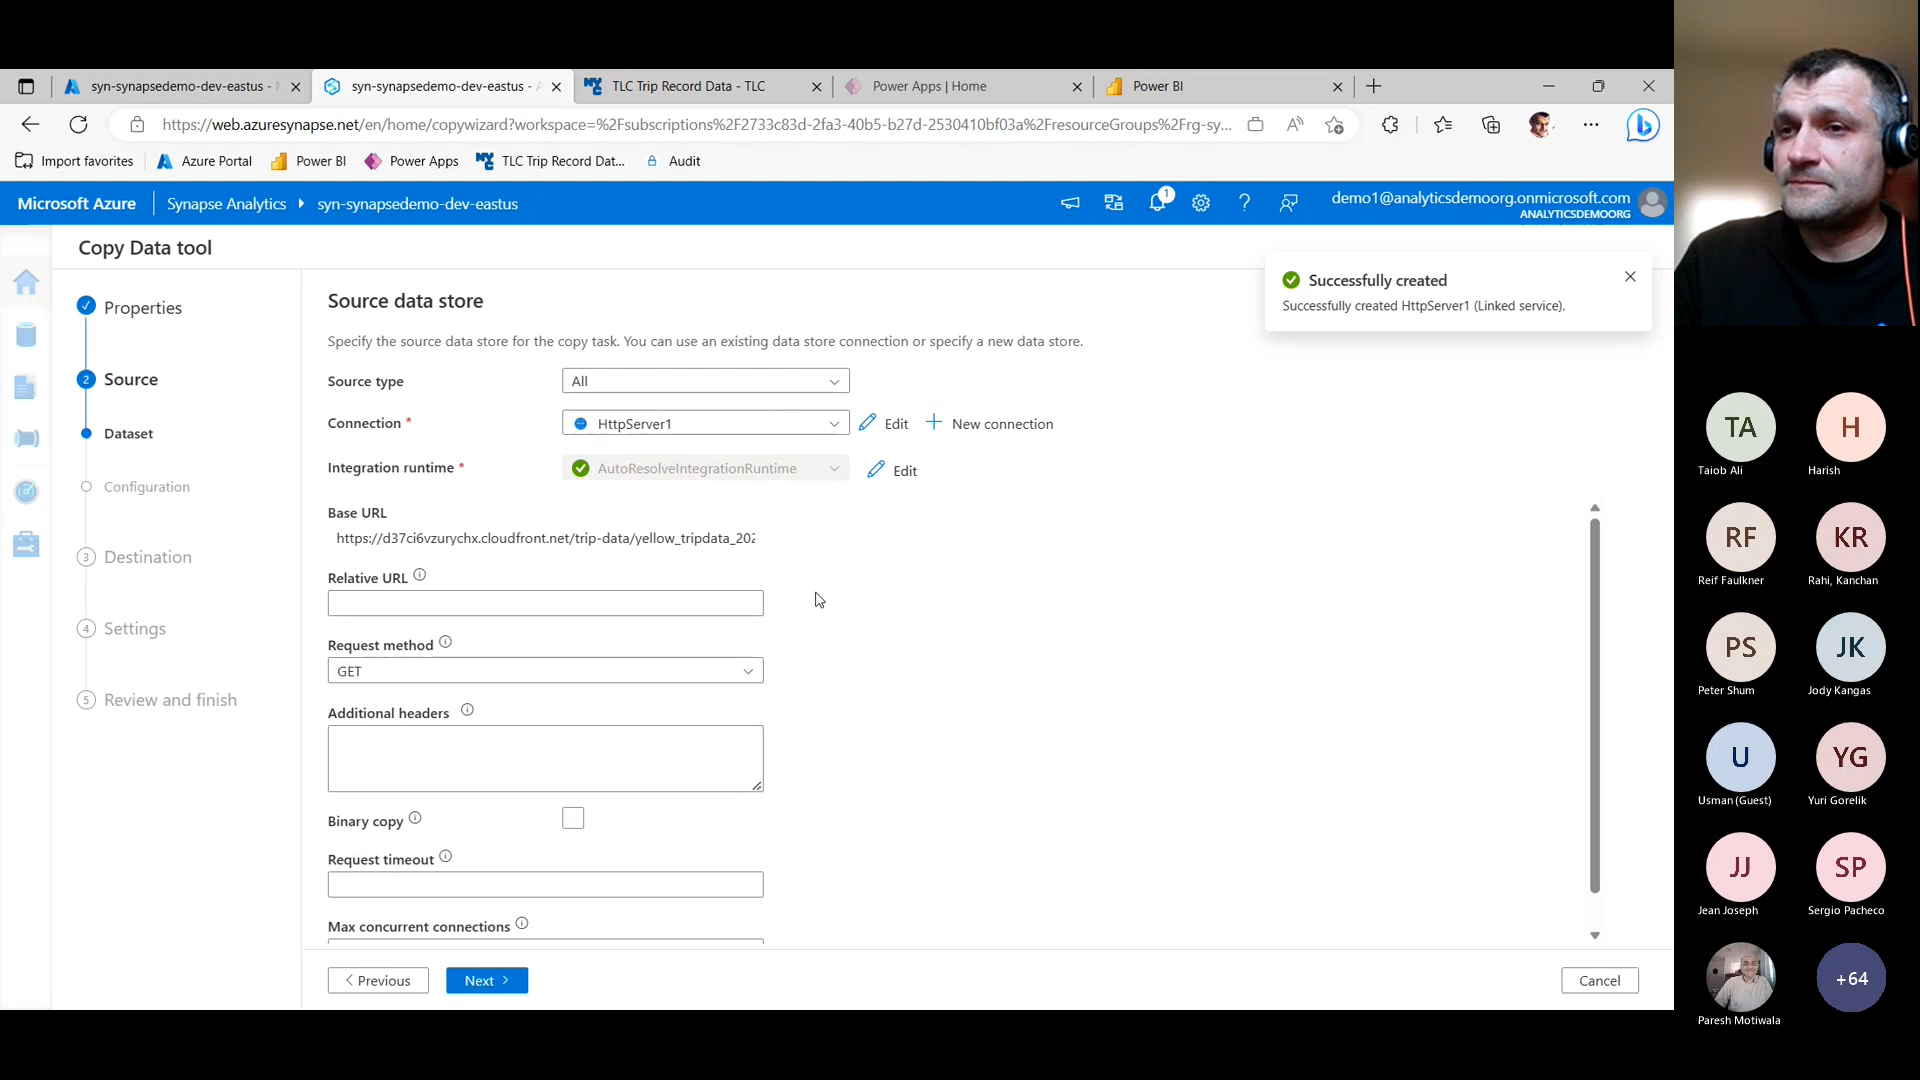 syn-synapsedemo-dev-eastus -
syn-synapsedemo-dev-eastus -
TLC Trip Record Data - TLC
Power Apps | Home
Power BI
https://web.azuresynapse.net/en/home/copywizard?workspace=%2Fsubscriptions%2F2733c83d-2fa3-40b5-b27d-2530410bf03a%2FresourceGroups%2Frg-sy...
Import favorites
Azure Portal
Power BI
Power Apps
TLC Trip Record Dat...
Audit
Microsoft Azure
Synapse Analytics
syn-synapsedemo-dev-eastus
1
demo1@analyticsdemoorg.onmicrosoft.com
ANALYTICSDEMOORG
Copy Data tool
Properties
2 Source
Dataset
Configuration
3 Destination
4 Settings
5 Review and finish
Source data store
Specify the source data store for the copy task. You can use an existing data store connection or specify a new data store.
Source type
All
Connection *
HttpServer1
Edit
New connection
Integration runtime *
AutoResolveIntegrationRuntime
Edit
Base URL
https://d37ci6vzurychx.cloudfront.net/trip-data/yellow_tripdata_202
Relative URL
Request method
GET
Additional headers
Binary copy
Request timeout
Max concurrent connections
Previous
Next
Cancel
Successfully created
Successfully created HttpServer1 (Linked service).
TA
Taiob Ali
H
Harish
RF
Reif Faulkner
KR
Rahi, Kanchan
PS
Peter Shum
JK
Jody Kangas
U
Usman (Guest)
YG
Yuri Gorelik
JJ
Jean Joseph
SP
Sergio Pacheco
Paresh Motiwala
+64